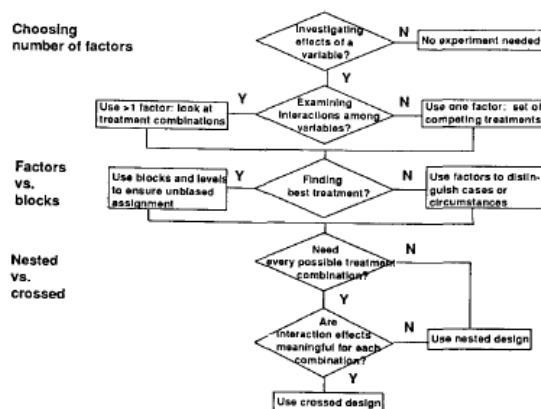 Choosing
number of factors
Investigating
effects of a
variable?
N
No experiment needed
Y
Use >1 factor: look at
treatment combinations
Y
Examining
interactions among
variables?
N
Use one factor: set of
competing treatments
Factors
vs.
blocks
Use blocks and levels
to ensure unbiased
assignment
Y
Finding
best treatment?
N
Use factors to distin-
guish cases or
circumstances
Nested
vs.
crossed
Need
every possible treatment
combination?
N
Y
Are
interaction effects
meaningful for each
combination?
N
Use nested design
Y
Use crossed design